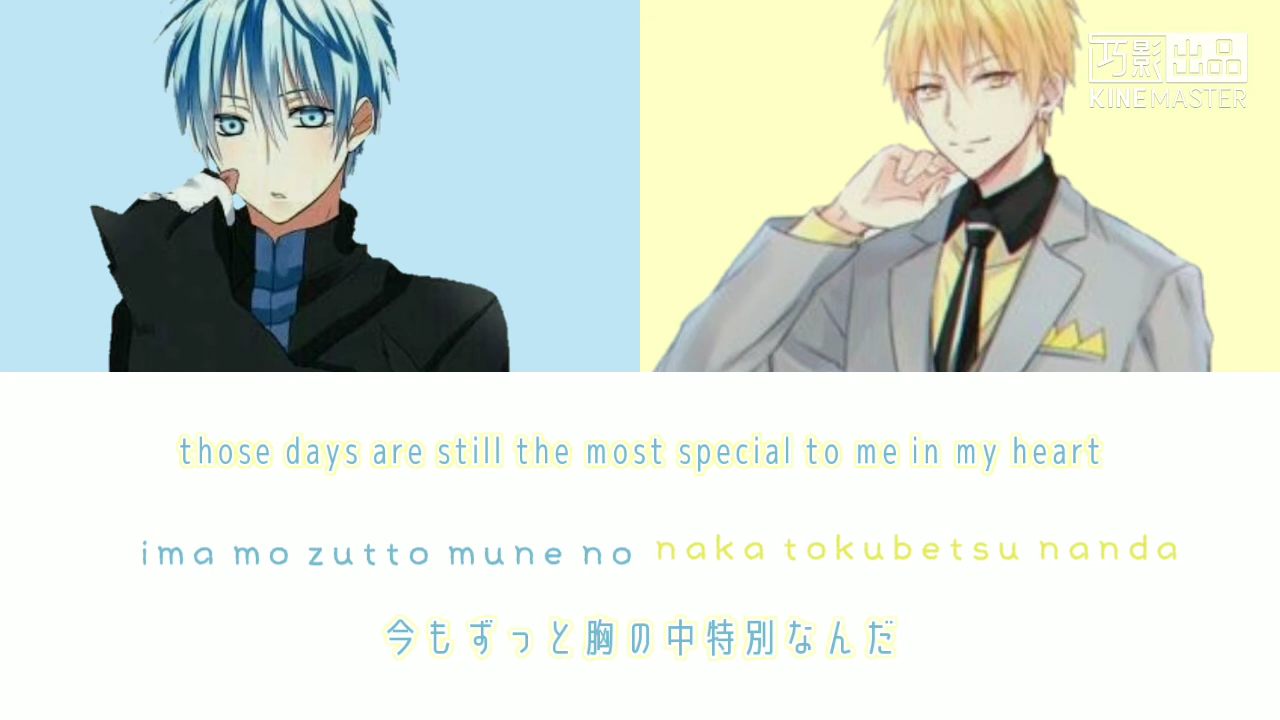 巧影出品
KINEMASTER
those days are still the most special to me in my heart
ima mo zutto mune no naka tokubetsu nanda
今もずっと胸の中特別なんだ